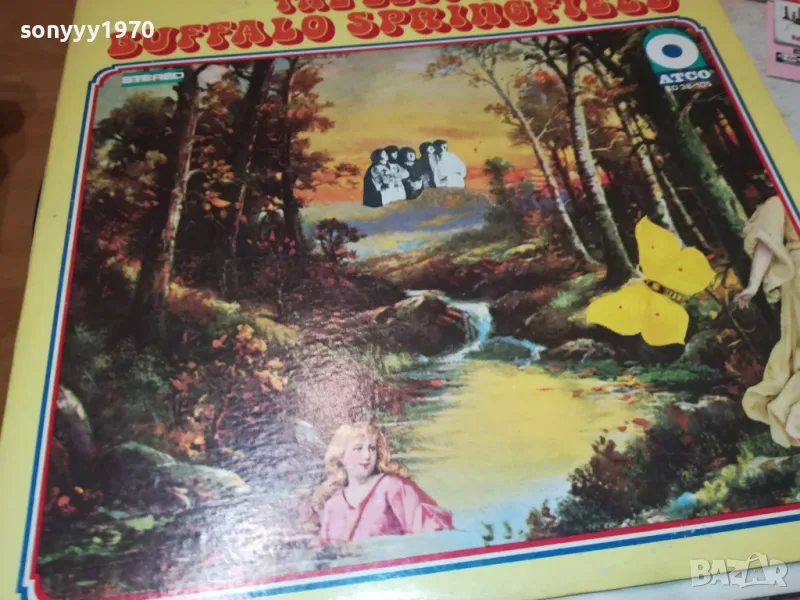 sonyyy1970
BUFFALO SPRINGFIELD
STEREO
ATCO
BAZAR